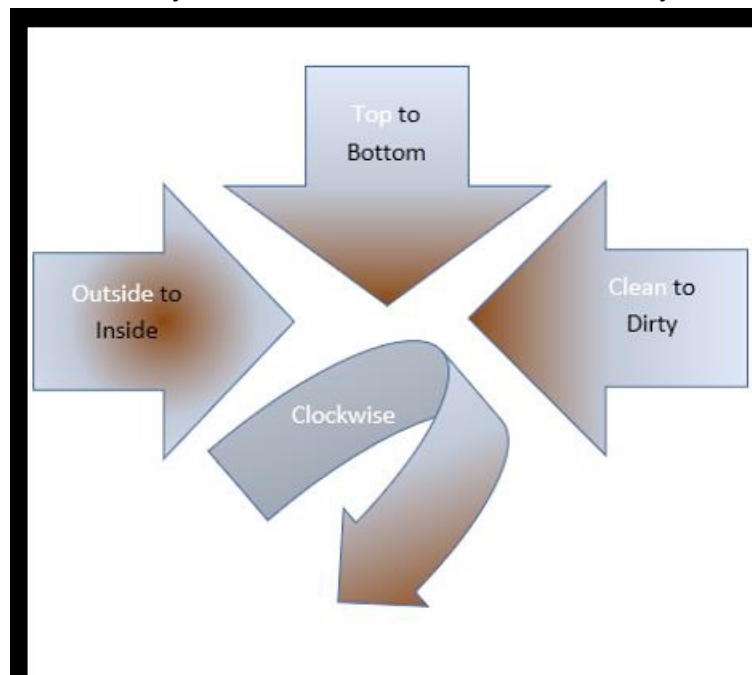 Top to
Bottom
Outside to
Inside
Clean to
Dirty
Clockwise